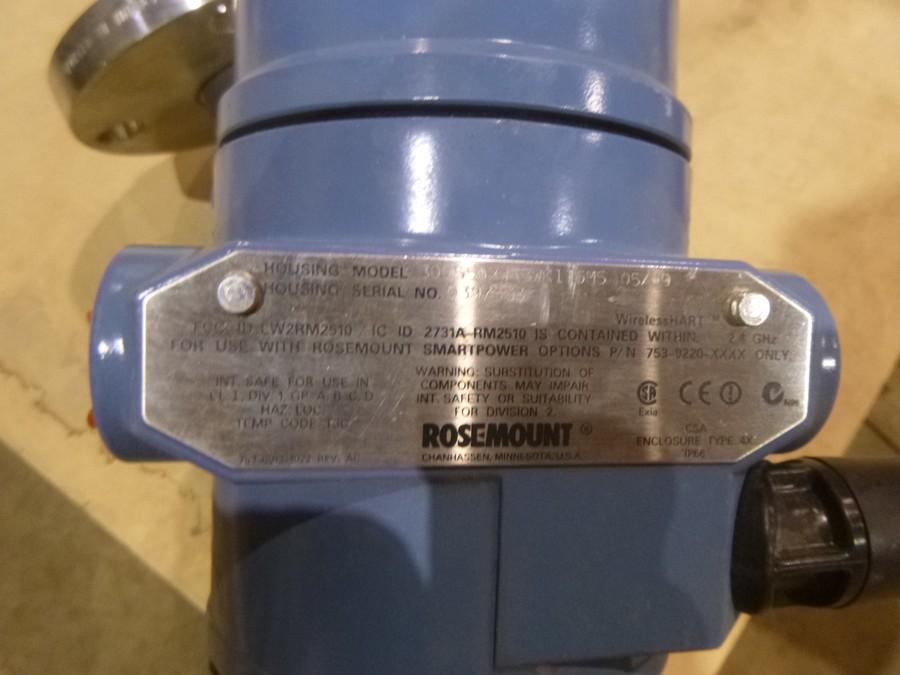 HOUSING MODEL
HOUSING SERIAL NO.
WirelessHART™
FCC ID LW2RM2510 / IC ID 2731A-RM2510 IS CONTAINED WITHIN. 2.4 GHz
FOR USE WITH ROSEMOUNT SMARTPOWER OPTIONS P/N 753-9220-XXXX ONLY.
INT. SAFE FOR USE IN
CL I, DIV 1, GP A, B, C, D
HAZ LOC.
TEMP CODE T3C
WARNING: SUBSTITUTION OF
COMPONENTS MAY IMPAIR
INT. SAFETY OR SUITABILITY
FOR DIVISION 2.
ROSEMOUNT ®
CHANHASSEN, MINNESOTA, U.S.A.
Exia
CE
CSA
ENCLOSURE TYPE 4X
IP66